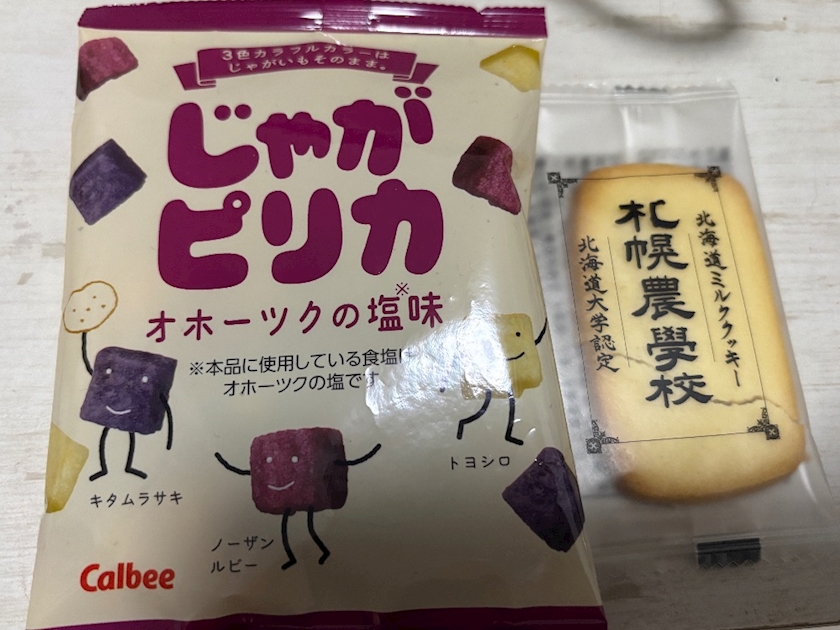 3色カラフルカラーは
じゃがいもそのまま。
じゃが
ピリカ
オホーツクの塩※味
※本品に使用している食塩は
オホーツクの塩です
キタムラサキ
ノーザン
ルビー
トヨシロ
Calbee
北海道ミルククッキー
札幌農學校
北海道大学認定